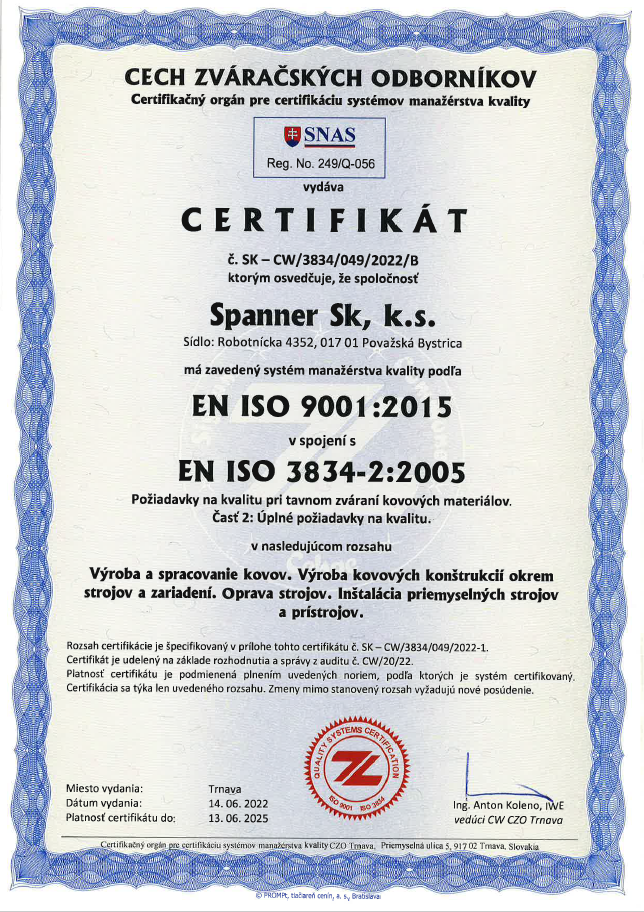 CECH ZVÁRAČSKÝCH ODBORNÍKOV
Certifikačný orgán pre certifikáciu systémov manažérstva kvality
SNAS
Reg. No. 249/Q-056
vydáva
CERTIFIKÁT
č. SK – CW/3834/049/2022/B
ktorým osvedčuje, že spoločnosť
Spanner Sk, k.s.
Sídlo: Robotnícka 4352, 017 01 Považská Bystrica
má zavedený systém manažérstva kvality podľa
EN ISO 9001:2015
v spojení s
EN ISO 3834-2:2005
Požiadavky na kvalitu pri tavnom zváraní kovových materiálov.
Časť 2: Úplné požiadavky na kvalitu.
v nasledujúcom rozsahu
Výroba a spracovanie kovov. Výroba kovových konštrukcií okrem
strojov a zariadení. Oprava strojov. Inštalácia priemyselných strojov
a prístrojov.
Rozsah certifikácie je špecifikovaný v prílohe tohto certifikátu č. SK – CW/3834/049/2022-1.
Certifikát je udelený na základe rozhodnutia a správy z auditu č. CW/20/22.
Platnosť certifikátu je podmienená plnením uvedených noriem, podľa ktorých je systém certifikovaný.
Certifikácia sa týka len uvedeného rozsahu. Zmeny mimo stanovený rozsah vyžadujú nové posúdenie.
QUALITY SYSTEMS CERTIFICATION
ISO 9001 ISO 3834
Miesto vydania: Trnava
Dátum vydania: 14. 06. 2022
Platnosť certifikátu do: 13. 06. 2025
Ing. Anton Koleno, IWE
vedúci CW CZO Trnava
Certifikačný orgán pre certifikáciu systémov manažérstva kvality CZO Trnava, Priemyselná ulica 5, 917 02 Trnava, Slovakia
© PROMPt, tlačiareň cenín, a. s., Bratislava